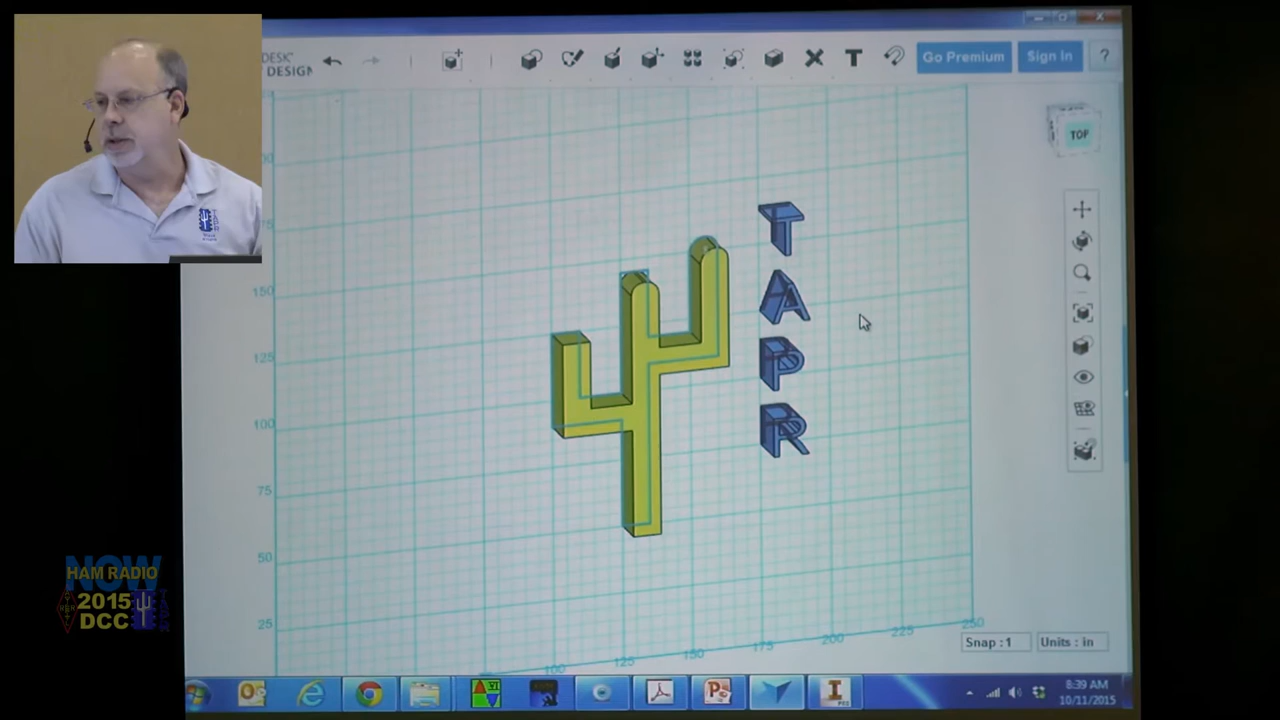 DESK
DESIGN
Go Premium
Sign In
?
TOP
T
A
P
R
150
125
100
75
50
25
100
125
150
175
200
225
250
Snap : 1
Units : in
8:39 AM
10/11/2015
NOW
HAM RADIO
2015
DCC
TAPR